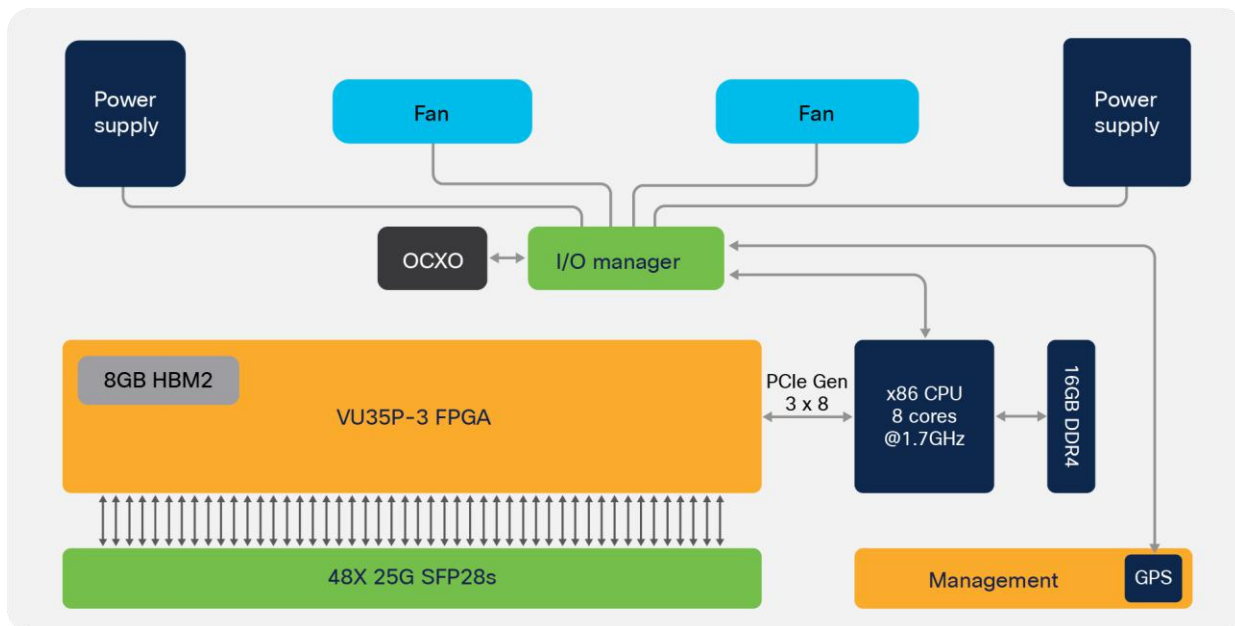 Power
supply
Fan
Fan
Power
supply
OCXO
I/O manager
8GB HBM2
VU35P-3 FPGA
PCIe Gen
3 x 8
x86 CPU
8 cores
@1.7GHz
16GB DDR4
48X 25G SFP28s
Management
GPS